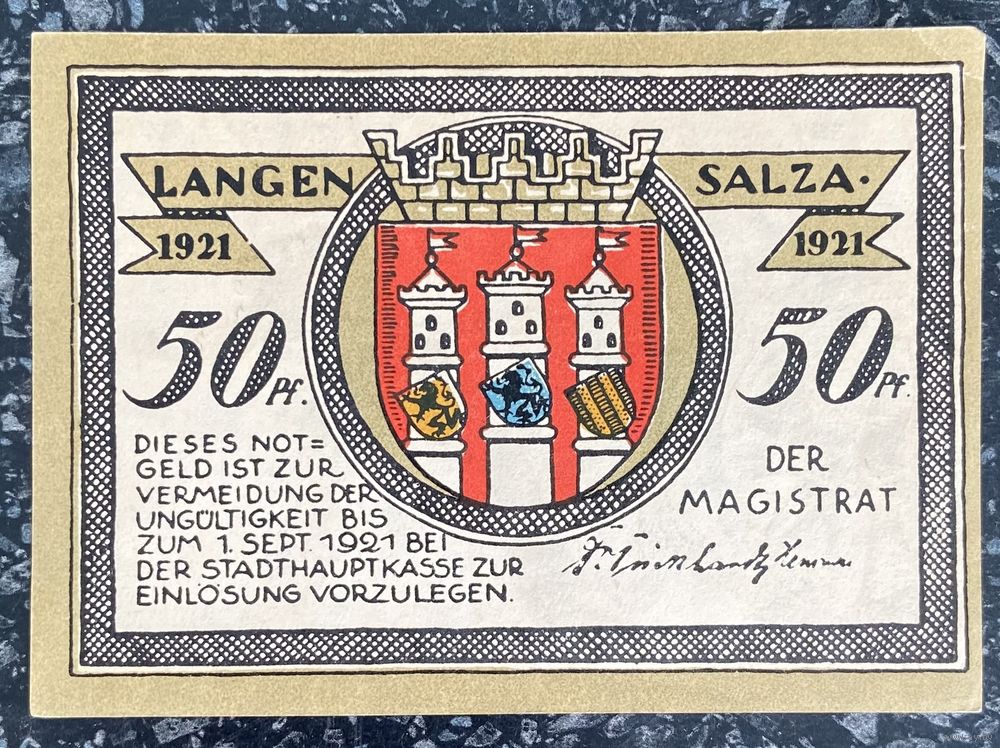 LANGEN SALZA.
1921 1921
50 Pf. 50 Pf.
DIESES NOT=
GELD IST ZUR
VERMEIDUNG DER
UNGÜLTIGKEIT BIS
ZUM 1. SEPT. 1921 BEI
DER STADTHAUPTKASSE ZUR
EINLÖSUNG VORZULEGEN.
DER
MAGISTRAT